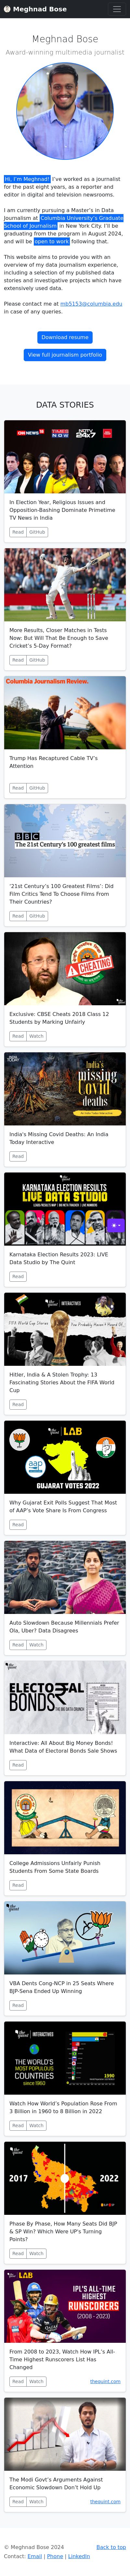 Meghnad Bose
Meghnad Bose
Award-winning multimedia journalist
Hi, I'm Meghnad! I've worked as a
journalist for the past eight years, as a reporter and
editor in digital and television newsrooms.
I am currently pursuing a Master's in Data
Journalism at Columbia University's Graduate
School of Journalism in New York City. I'll be
graduating from the program in August 2024,
and will be open to work following that.
This website aims to provide you with an
overview of my data journalism experience,
including a selection of published data
stories and investigative projects which have
extensively used data.
Please contact me at mb5153@columbia.edu
in case of any queries.
Download resume
View full journalism portfolio
DATA STORIES
CNN NEWS18
TIMES NOW
NDTV 24x7
In Election Year, Religious Issues and
Opposition-Bashing Dominate Primetime
TV News in India
Read GitHub
More Results, Closer Matches in Tests
Now: But Will That Be Enough to Save
Cricket's 5-Day Format?
Read GitHub
Columbia Journalism Review.
Trump Has Recaptured Cable TV's
Attention
Read GitHub
BBC
The 21st Century's 100 greatest films
'21st Century's 100 Greatest Films': Did
Film Critics Tend To Choose Films From
Their Countries?
Read GitHub
CHEATING
Exclusive: CBSE Cheats 2018 Class 12
Students by Marking Unfairly
Read Watch
India's
missing
Covid
deaths
India's Missing Covid Deaths: An India
Today Interactive
Read
KARNATAKA ELECTION RESULTS
LIVE DATA STUDIO
Karnataka Election Results 2023: LIVE
Data Studio by The Quint
Read
INTERACTIVES
FIFA World Cup Stories
Hitler, India & A Stolen Trophy: 13
Fascinating Stories About the FIFA World
Cup
Read
LAB
aap
GUJARAT VOTES 2022
Why Gujarat Exit Polls Suggest That Most
of AAP's Vote Share Is From Congress
Read
Auto Slowdown Because Millennials Prefer
Ola, Uber? Data Disagrees
Read Watch
ELECTORAL
BONDS
Interactive: All About Big Money Bonds!
What Data of Electoral Bonds Sale Shows
Read
College Admissions Unfairly Punish
Students From Some State Boards
Read
VBA Dents Cong-NCP in 25 Seats Where
BJP-Sena Ended Up Winning
Read
INTERACTIVES
THE WORLD'S
MOST POPULOUS
COUNTRIES
SINCE 1960
1990
Watch How World's Population Rose From
3 Billion in 1960 to 8 Billion in 2022
Read Watch
2017
2022
Phase By Phase, How Many Seats Did BJP
& SP Win? Which Were UP's Turning
Points?
Read Watch
LAB
IPL'S ALL-TIME
HIGHEST
RUNSCORERS
(2008 - 2023)
From 2008 to 2023, Watch How IPL's All-
Time Highest Runscorers List Has
Changed
Read Watch thequint.com
The Modi Govt's Arguments Against
Economic Slowdown Don't Hold Up
Read Watch thequint.com
© Meghnad Bose 2024 Back to top
Contact: Email | Phone | LinkedIn